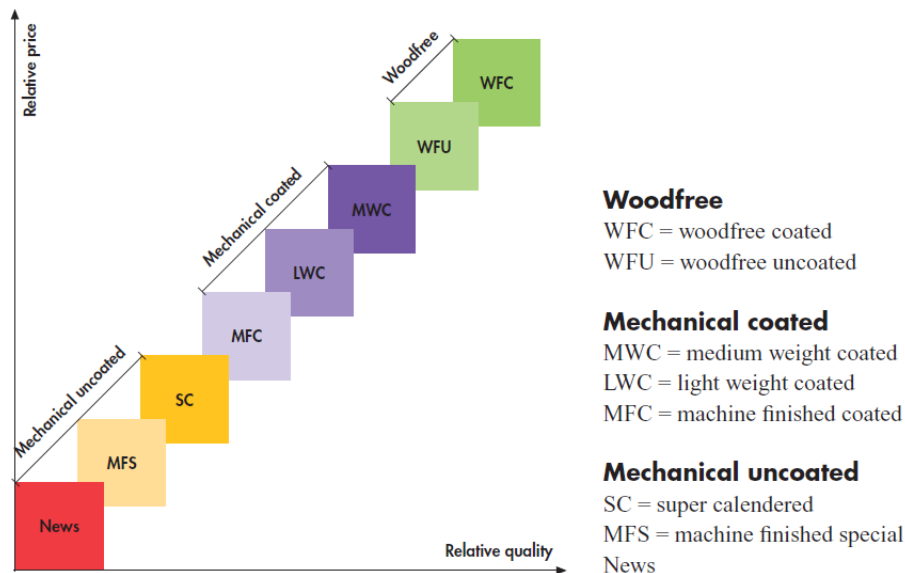 Relative price
Woodfree
WFC
WFU
Mechanical coated
MWC
LWC
MFC
Mechanical uncoated
SC
MFS
News
Relative quality
Woodfree
WFC = woodfree coated
WFU = woodfree uncoated
Mechanical coated
MWC = medium weight coated
LWC = light weight coated
MFC = machine finished coated
Mechanical uncoated
SC = super calendered
MFS = machine finished special
News